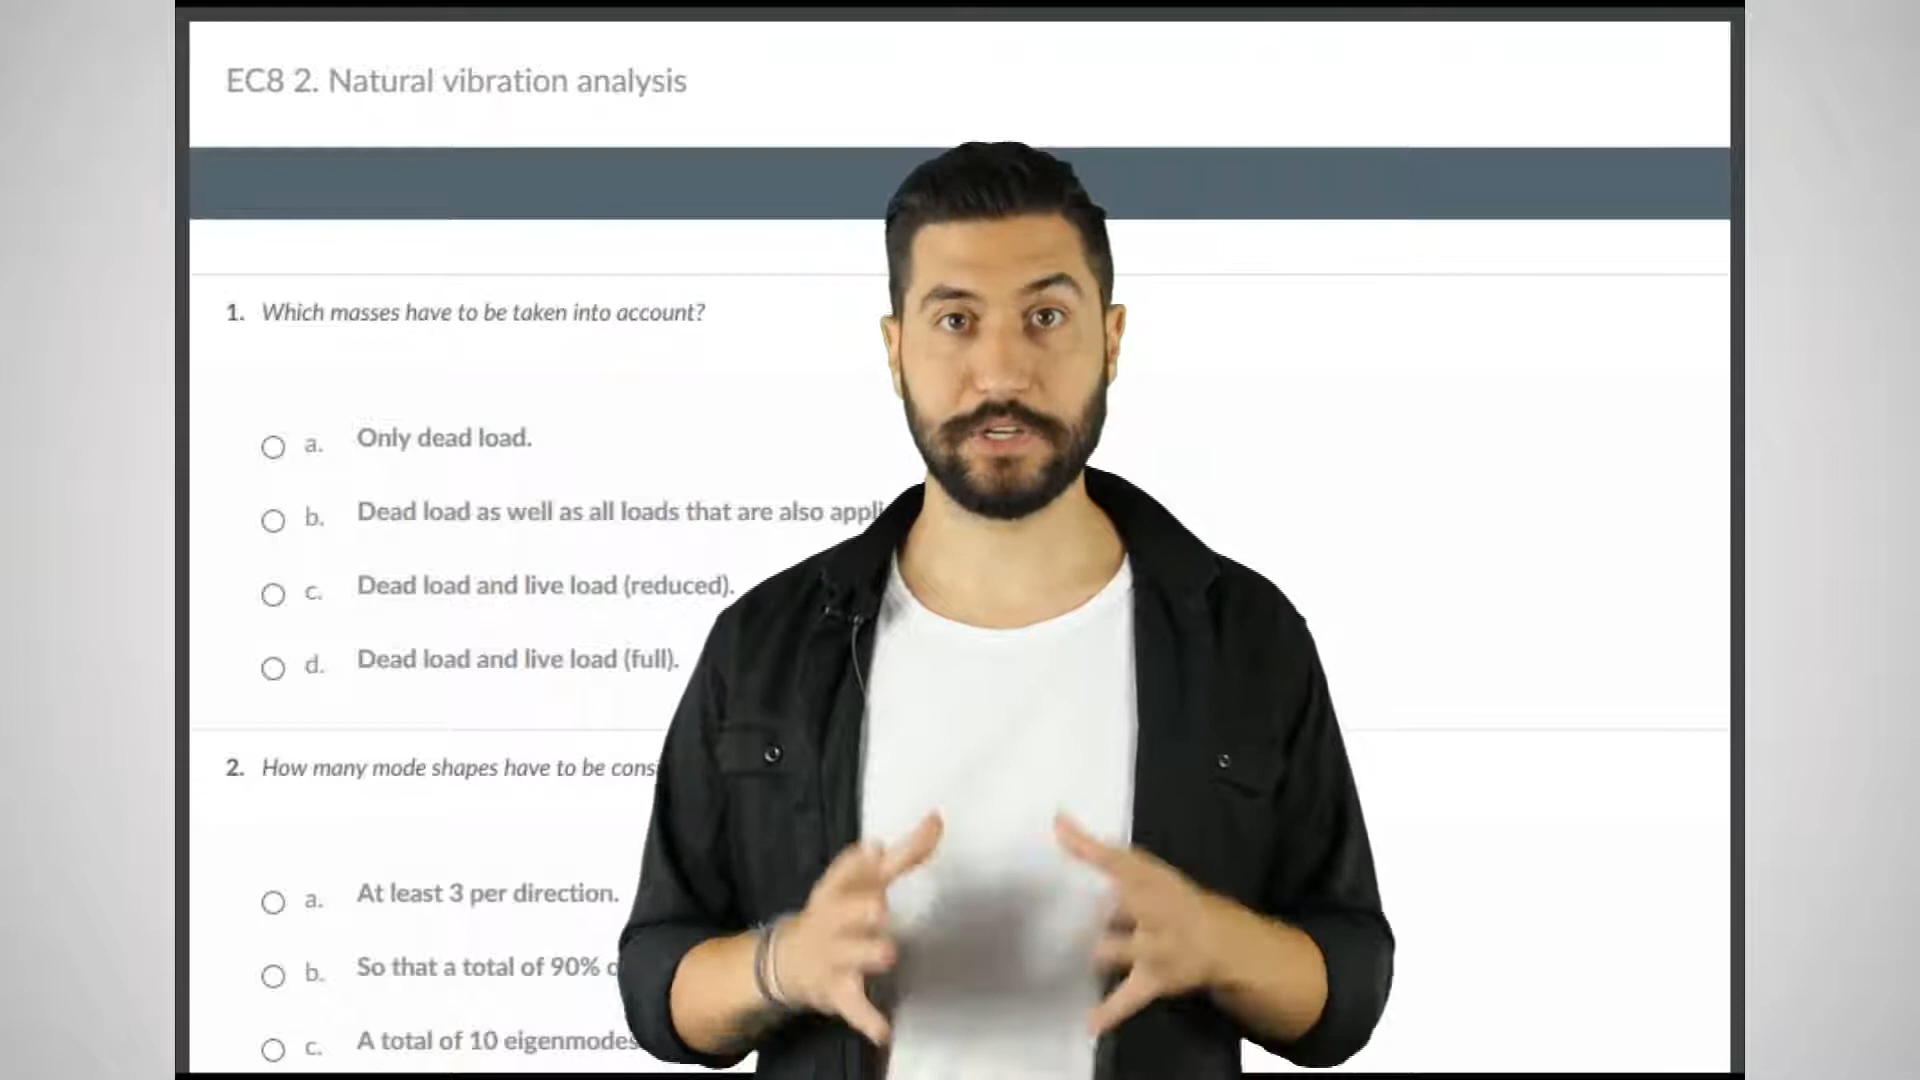 EC8 2. Natural vibration analysis
1. Which masses have to be taken into account?
a. Only dead load.
b. Dead load as well as all loads that are also
c. Dead load and live load (reduced).
d. Dead load and live load (full).
2. How many mode shapes have to be
a. At least 3 per direction.
b. So that a total of 90%
c. A total of 10 eigenmodes